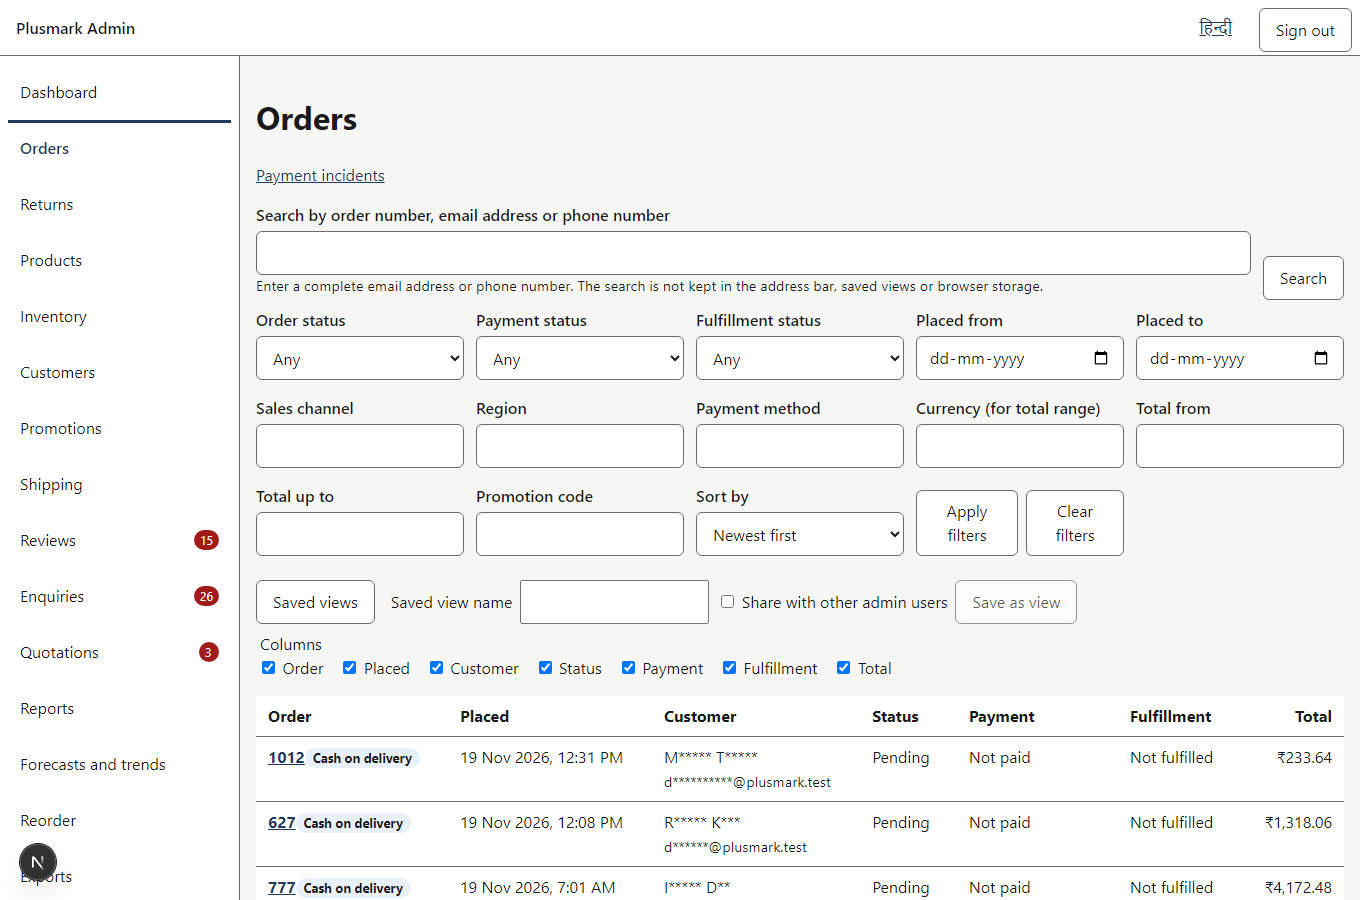 Plusmark Admin
हिन्दी
Sign out
Dashboard
Orders
Returns
Products
Inventory
Customers
Promotions
Shipping
Reviews 15
Enquiries 26
Quotations 3
Reports
Forecasts and trends
Reorder
N
Exports
Orders
Payment incidents
Search by order number, email address or phone number
Search
Enter a complete email address or phone number. The search is not kept in the address bar, saved views or browser storage.
Order status Payment status Fulfillment status Placed from Placed to
Any Any Any dd-mm-yyyy dd-mm-yyyy
Sales channel Region Payment method Currency (for total range) Total from
Total up to Promotion code Sort by
Newest first
Apply filters
Clear filters
Saved views Saved view name Share with other admin users Save as view
Columns
Order Placed Customer Status Payment Fulfillment Total
Order Placed Customer Status Payment Fulfillment Total
1012 Cash on delivery 19 Nov 2026, 12:31 PM M***** T***** Pending Not paid Not fulfilled ₹233.64
d**********@plusmark.test
627 Cash on delivery 19 Nov 2026, 12:08 PM R***** K*** Pending Not paid Not fulfilled ₹1,318.06
d******@plusmark.test
777 Cash on delivery 19 Nov 2026, 7:01 AM I***** D** Pending Not paid Not fulfilled ₹4,172.48